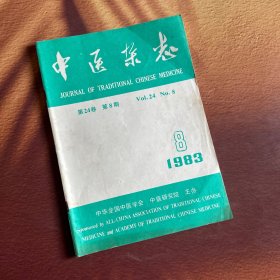 中医杂志
JOURNAL OF TRADITIONAL CHINESE MEDICINE
第24卷 第8期 Vol.24 No.8
8
1983
中华全国中医学会 中医研究院 主办
Sponsored by ALL-CHINA ASSOCIATION OF TRADITIONAL CHINESE
MEDICINE and ACADEMY OF TRADITIONAL CHINESE MEDICINE